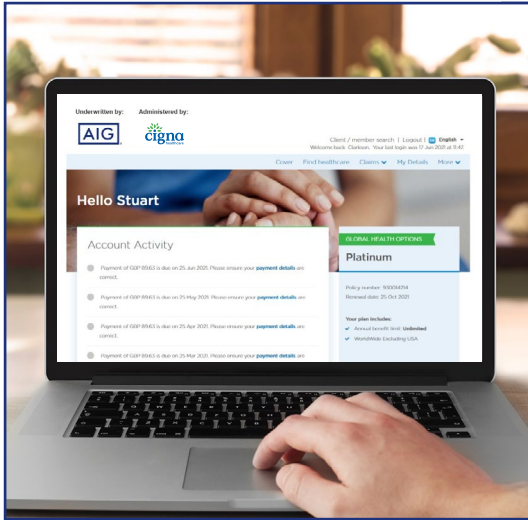 Underwritten by: Administered by:
AIG
cigna
healthcare
Client / member search | Logout | English
Welcome back Clarkson. Your last login was 17 Jun 2021 at 11:43
Cover Find healthcare Claims My Details More
Hello Stuart
Account Activity
Payment of GBP 89.63 is due on 25 Jun 2021. Please ensure your payment details are
correct.
Payment of GBP 89.63 is due on 25 May 2021. Please ensure your payment details are
correct.
Payment of GBP 89.63 is due on 25 Apr 2021. Please ensure your payment details are
correct.
Payment of GBP 89.63 is due on 25 Mar 2021. Please ensure your payment details are
GLOBAL HEALTH OPTIONS
Platinum
Policy number:
Renewal date: 25 Oct 2021
Your plan includes:
Annual benefit limit: Unlimited
WorldWide Excluding USA